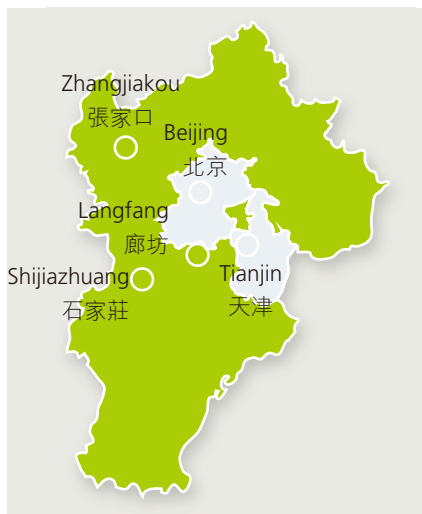 Zhangjiakou
張家口
Beijing
北京
Langfang
廊坊
Shijiazhuang
石家莊
Tianjin
天津